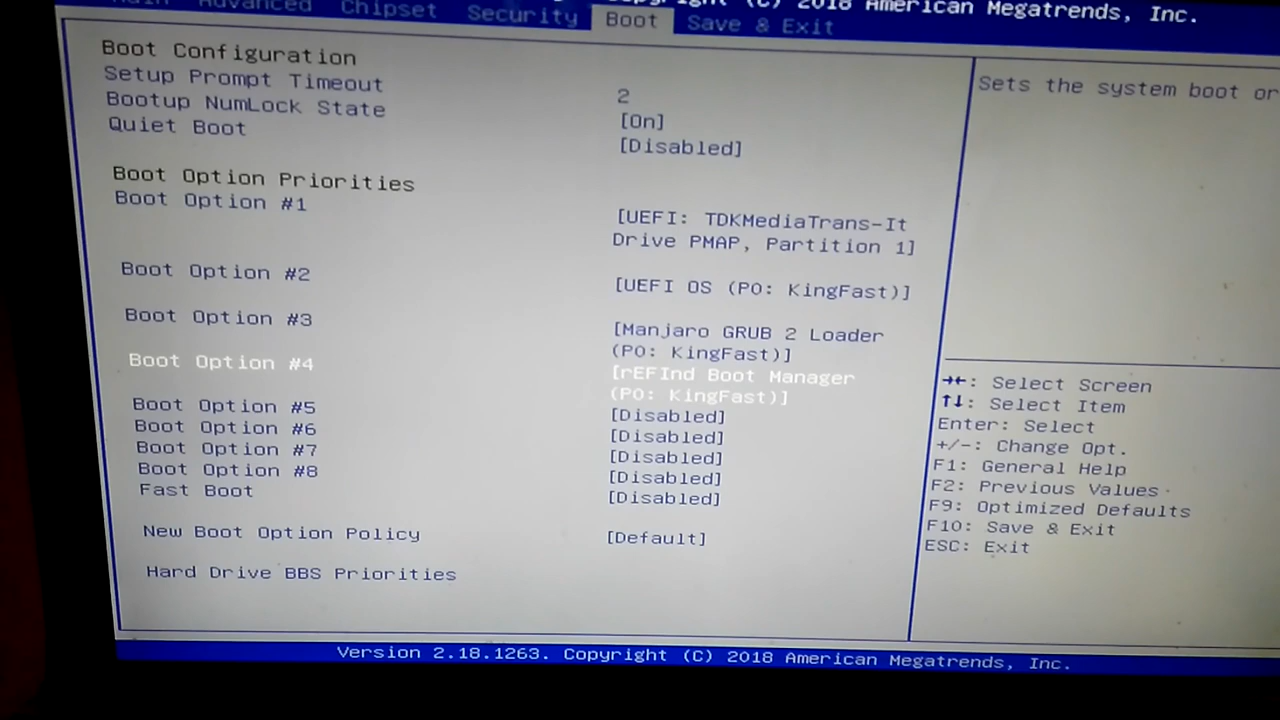 Advanced Chipset Security Boot Save & Exit
(C) 2018 American Megatrends, Inc.
Boot Configuration
Setup Prompt Timeout 2
Bootup NumLock State [On]
Quiet Boot [Disabled]
Boot Option Priorities
Boot Option #1 [UEFI: TDKMediaTrans-It
Drive PMAP, Partition 1]
Boot Option #2 [UEFI OS (P0: KingFast)]
Boot Option #3 [Manjaro GRUB 2 Loader
(P0: KingFast)]
Boot Option #4 [rEFInd Boot Manager
(P0: KingFast)]
Boot Option #5 [Disabled]
Boot Option #6 [Disabled]
Boot Option #7 [Disabled]
Boot Option #8 [Disabled]
Fast Boot [Disabled]
New Boot Option Policy [Default]
Hard Drive BBS Priorities
Sets the system boot or
→←: Select Screen
↑↓: Select Item
Enter: Select
+/-: Change Opt.
F1: General Help
F2: Previous Values
F9: Optimized Defaults
F10: Save & Exit
ESC: Exit
Version 2.18.1263. Copyright (C) 2018 American Megatrends, Inc.